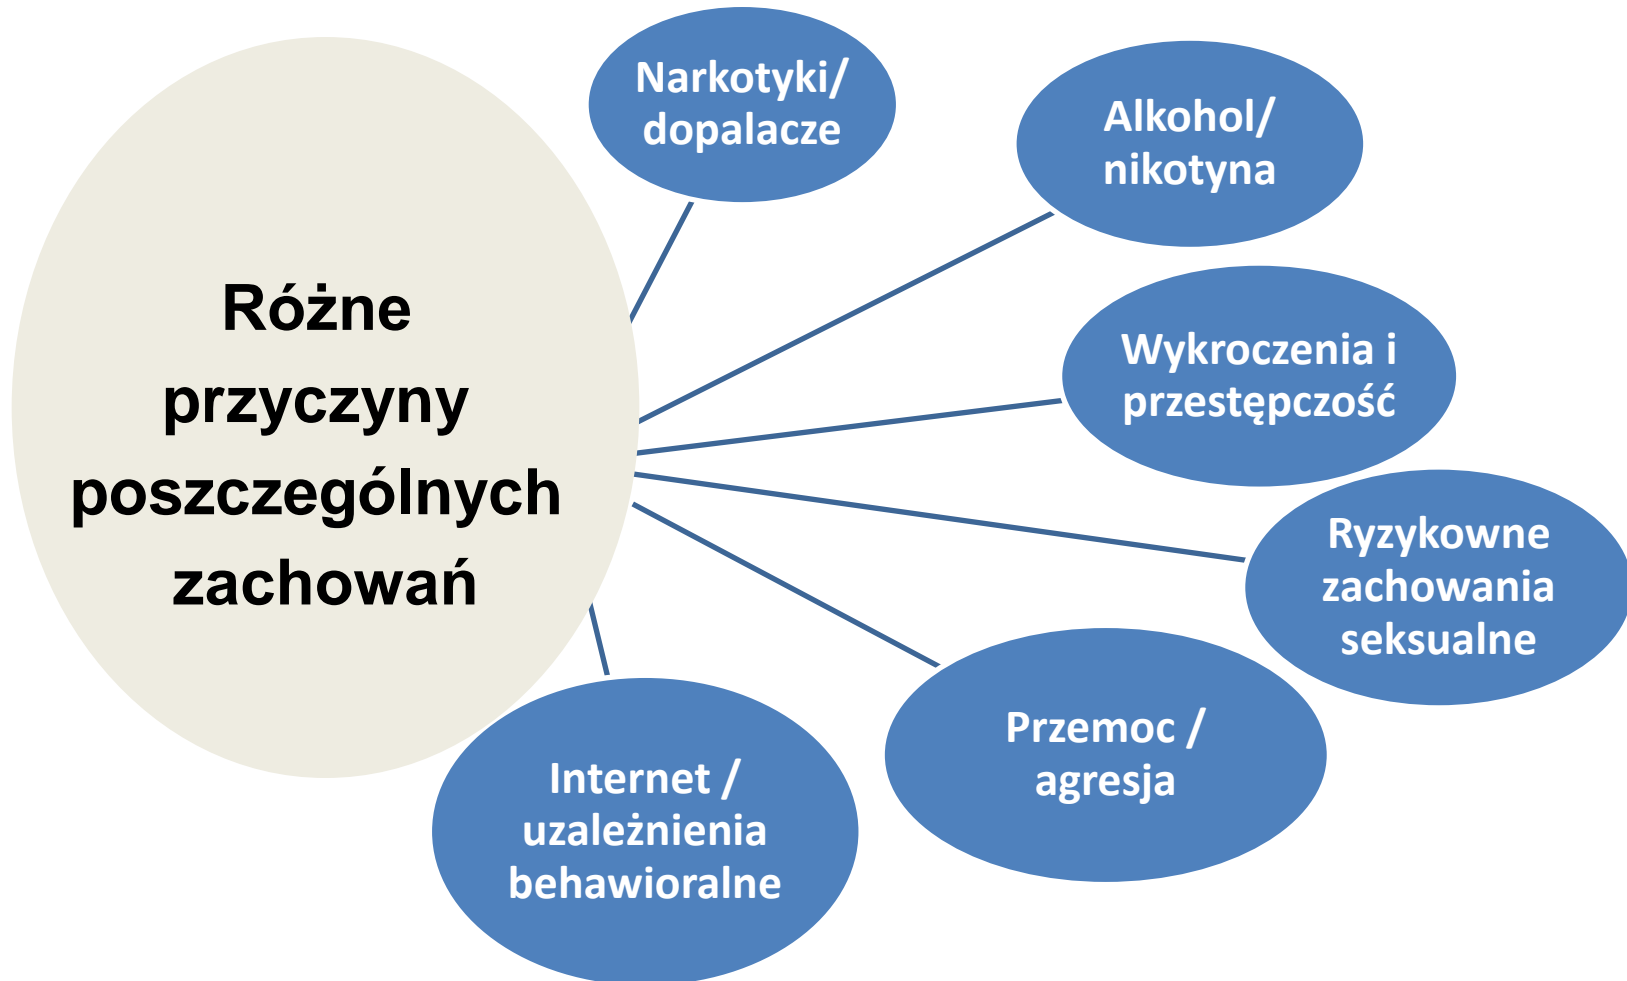 Różne
przyczyny
poszczególnych
zachowań
Narkotyki/
dopalacze
Alkohol/
nikotyna
Wykroczenia i
przestępczość
Ryzykowne
zachowania
seksualne
Przemoc /
agresja
Internet /
uzależnienia
behawioralne